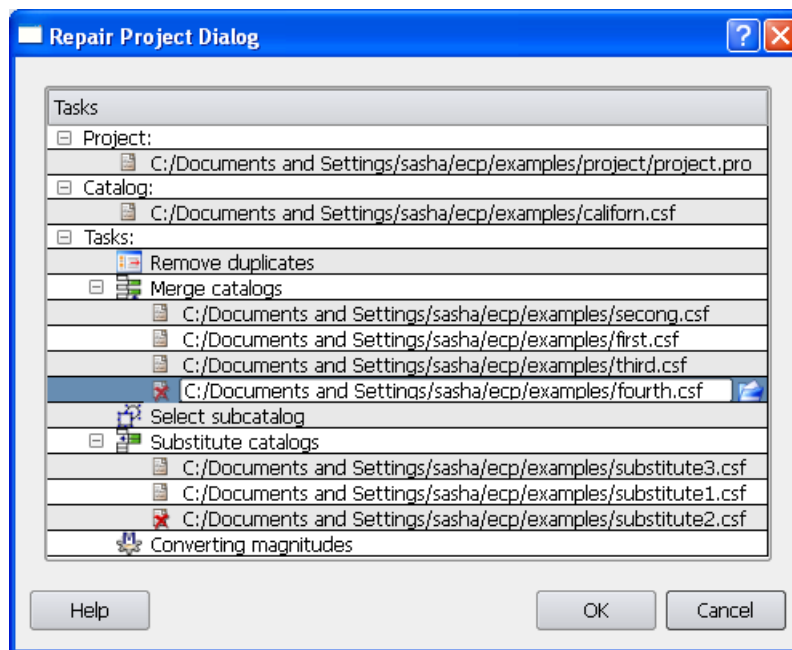 Repair Project Dialog
Tasks
Project:
C:/Documents and Settings/sasha/ecp/examples/project/project.pro
Catalog:
C:/Documents and Settings/sasha/ecp/examples/californ.csf
Tasks:
Remove duplicates
Merge catalogs
C:/Documents and Settings/sasha/ecp/examples/secong.csf
C:/Documents and Settings/sasha/ecp/examples/first.csf
C:/Documents and Settings/sasha/ecp/examples/third.csf
C:/Documents and Settings/sasha/ecp/examples/fourth.csf
Select subcatalog
Substitute catalogs
C:/Documents and Settings/sasha/ecp/examples/substitute3.csf
C:/Documents and Settings/sasha/ecp/examples/substitute1.csf
C:/Documents and Settings/sasha/ecp/examples/substitute2.csf
Converting magnitudes
Help OK Cancel